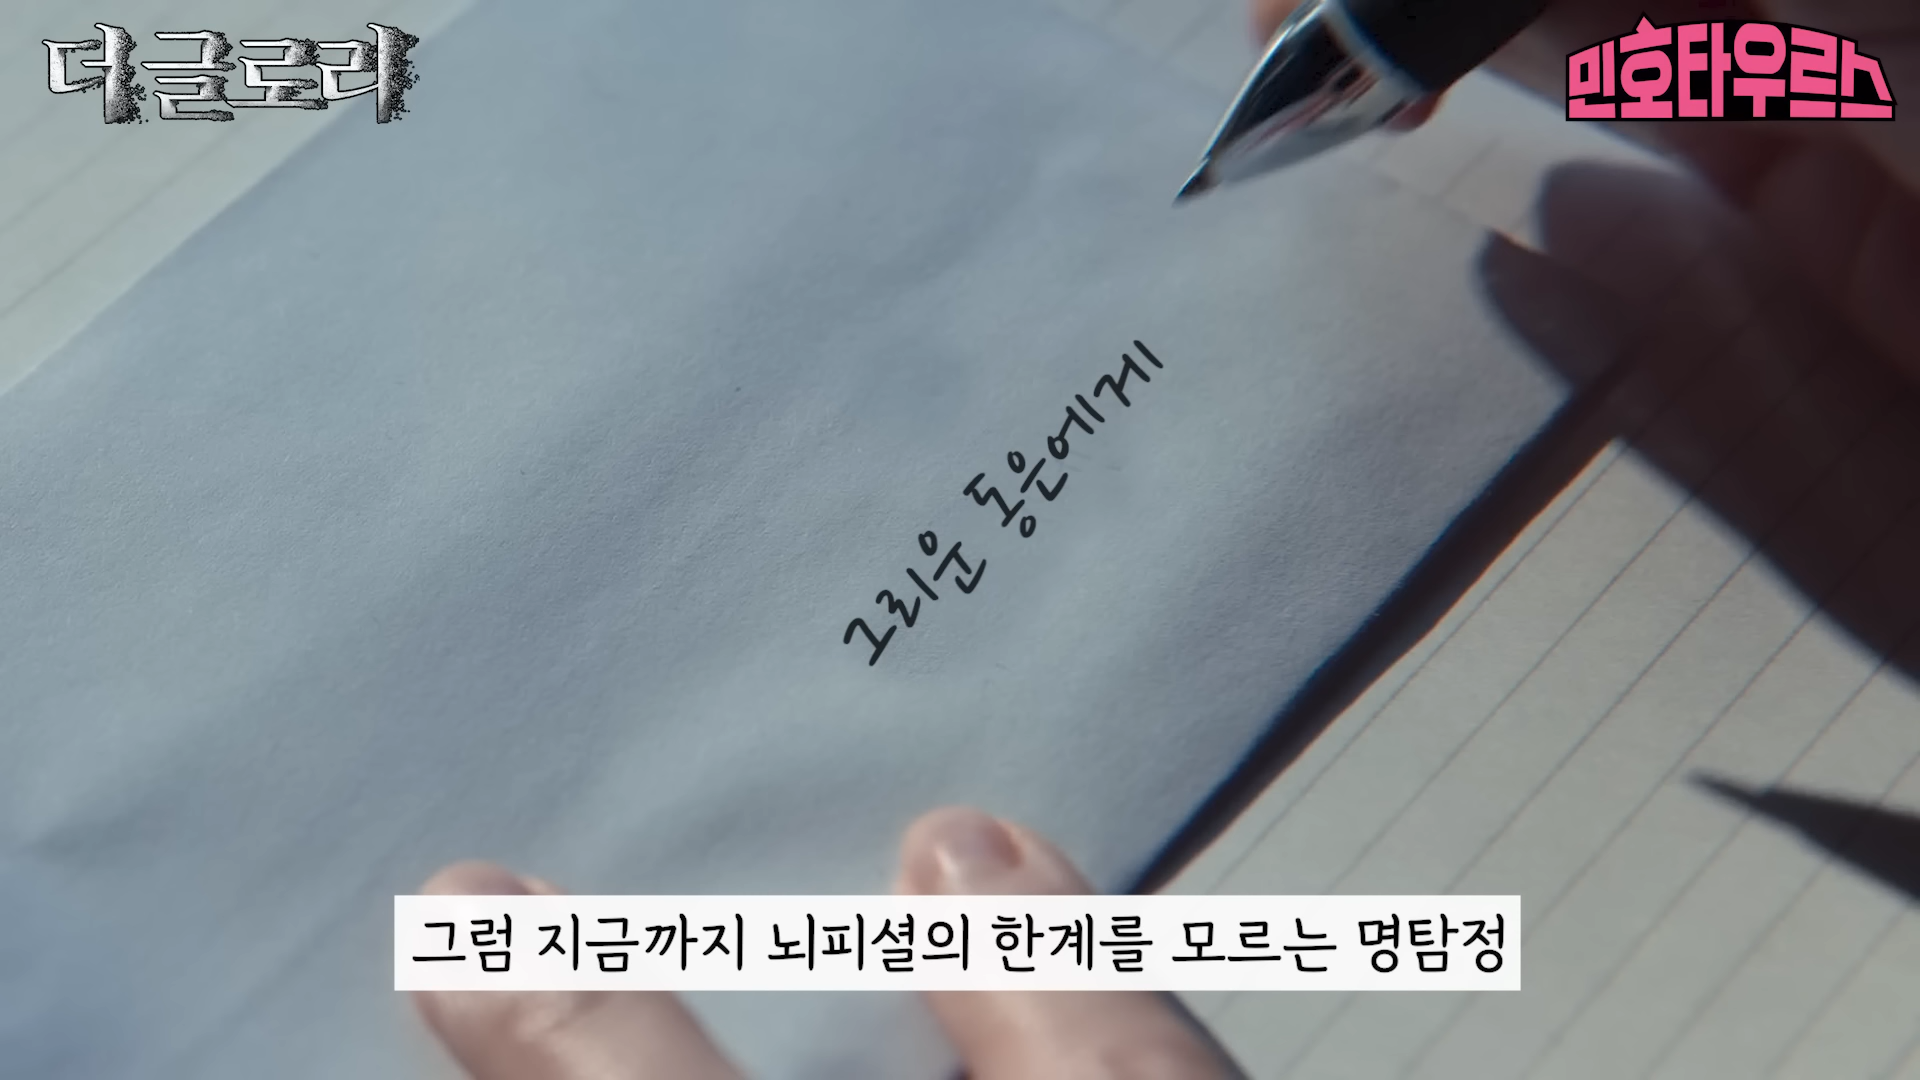 더 글로리
민호타우르스
그리운 동은에게
그럼 지금까지 뇌피셜의 한계를 모르는 명탐정